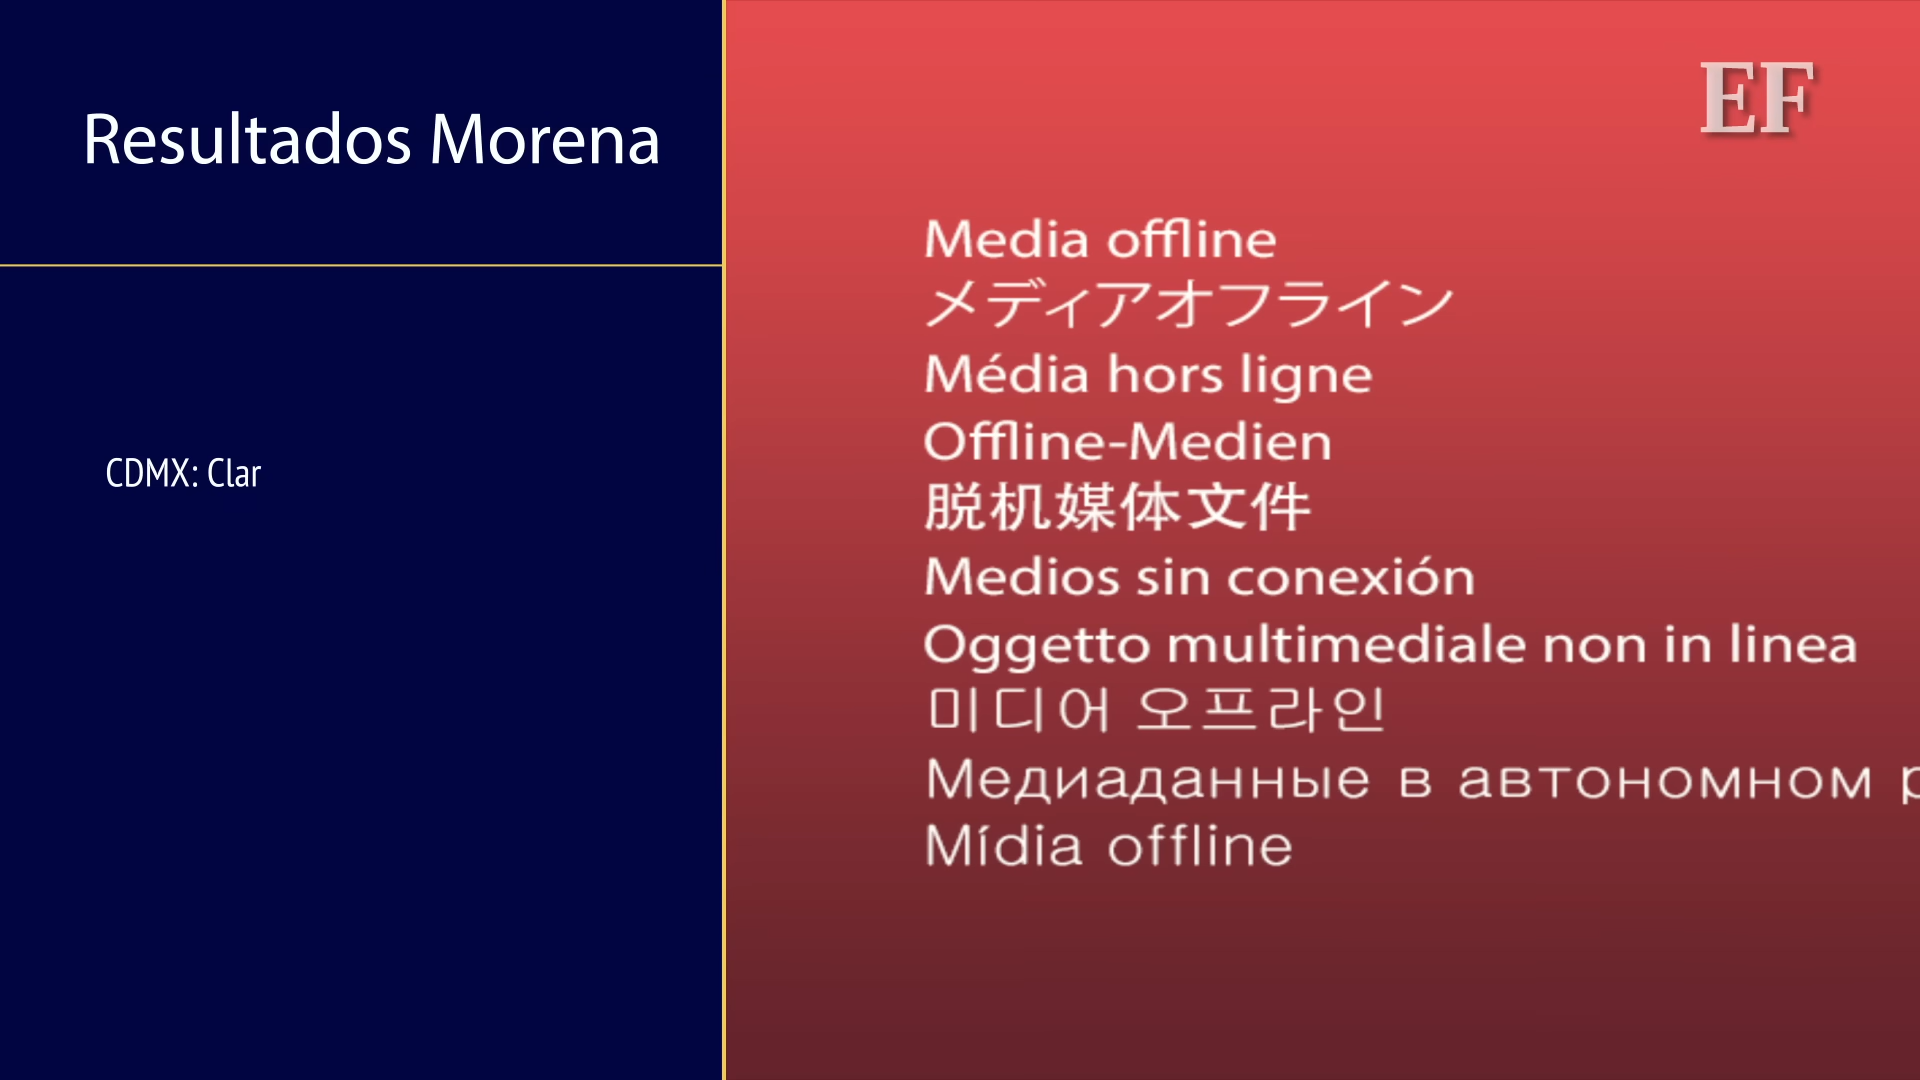 Resultados Morena
CDMX: Clar
EF
Media offline
メディアオフライン
Média hors ligne
Offline-Medien
脱机媒体文件
Medios sin conexión
Oggetto multimediale non in linea
미디어 오프라인
Медиаданные в автономном р
Mídia offline